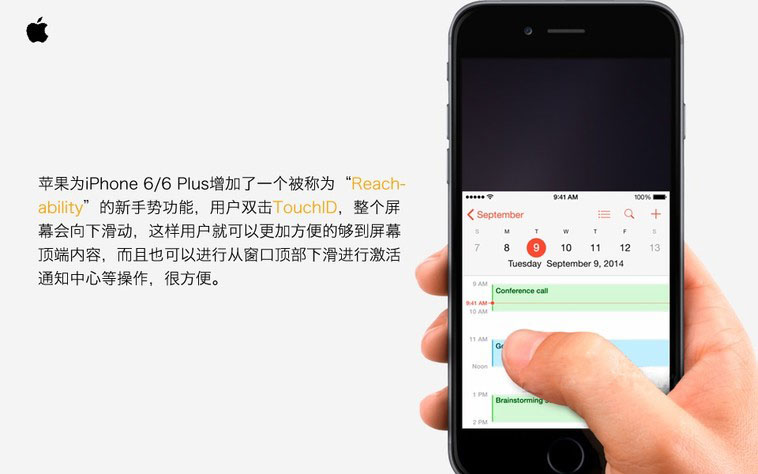 苹果为iPhone 6/6 Plus增加了一个被称为“Reach-
ability”的新手势功能，用户双击TouchID，整个屏
幕会向下滑动，这样用户就可以更加方便的够到屏幕
顶端内容，而且也可以进行从窗口顶部下滑进行激活
通知中心等操作，很方便。
9:41 AM 100%
September
S M T W T F S
7 8 9 10 11 12 13
Tuesday September 9, 2014
9 AM
Conference call
9:41 AM
10 AM
11 AM
Noon
1 PM
Brainstorming
2 PM